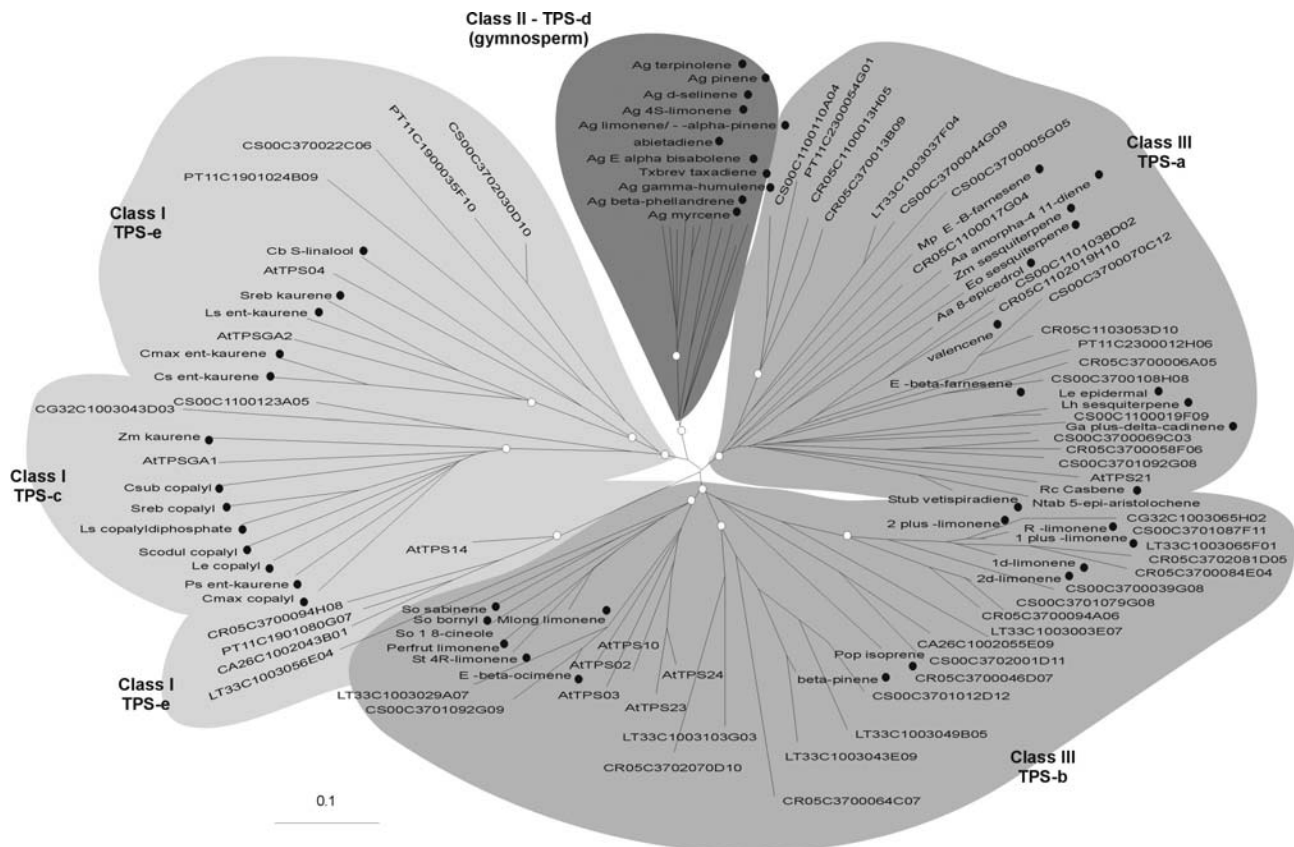 Class II - TPS-d
(gymnosperm)
Ag terpinolene
Ag pinene
Ag d-selinene
Ag 4S-limonene
Ag limonene/ - -alpha-pinene
abietadiene
Ag E alpha bisabolene
Txbrev taxadiene
Ag gamma-humulene
Ag beta-phellandrene
Ag myrcene
Class III
TPS-a
CS00C1100110A04
PT11C2300054G01
CR05C1100013H05
CR05C370013B09
LT33C1003037F04
CS00C3700044G09
CS00C3700005G05
Mp E -B-farnesene
CR05C1100017G04
Aa amorpha-4 11-diene
Zm sesquiterpene
Eo sesquiterpene
Aa 8-epicedrol
CS00C1101038D02
CR05C1102019H10
CS00C3700070C12
valencene
CR05C1103053D10
PT11C2300012H06
CR05C3700006A05
E -beta-farnesene
CS00C3700108H08
Le epidermal
Lh sesquiterpene
CS00C1100019F09
Ga plus-delta-cadinene
CS00C3700069C03
CR05C3700058F06
CS00C3701092G08
AtTPS21
Rc Casbene
Ntab 5-epi-aristolochene
Stub vetispiradiene
Class I
TPS-e
CS00C370022C06
PT11C1901024B09
PT11C1900035F10
CS00C3702030D10
Cb S-linalool
AtTPS04
Sreb kaurene
Ls ent-kaurene
AtTPSGA2
Cmax ent-kaurene
Cs ent-kaurene
CS00C1100123A05
CG32C1003043D03
Class I
TPS-c
Zm kaurene
AtTPSGA1
Csub copalyl
Sreb copalyl
Ls copalyldiphosphate
Scodul copalyl
Le copalyl
Ps ent-kaurene
Cmax copalyl
Class I
TPS-e
AtTPS14
CR05C3700094H08
PT11C1901080G07
CA26C1002043B01
LT33C1003056E04
Class III
TPS-b
2 plus -limonene
CG32C1003065H02
R -limonene
CS00C3701087F11
1 plus -limonene
LT33C1003065F01
CR05C3702081D05
CR05C3700084E04
1d-limonene
2d-limonene
CS00C3700039G08
CS00C3701079G08
CR05C3700094A06
LT33C1003003E07
CA26C1002055E09
Pop isoprene
CS00C3702001D11
CR05C3700046D07
beta-pinene
CS00C3701012D12
LT33C1003049B05
LT33C1003043E09
CR05C3700064C07
LT33C1003103G03
CR05C3702070D10
AtTPS24
AtTPS23
AtTPS10
AtTPS02
AtTPS03
So sabinene
So bornyl
Mlong limonene
So 1 8-cineole
Perfrut limonene
St 4R-limonene
E -beta-ocimene
LT33C1003029A07
CS00C3701092G09
0.1